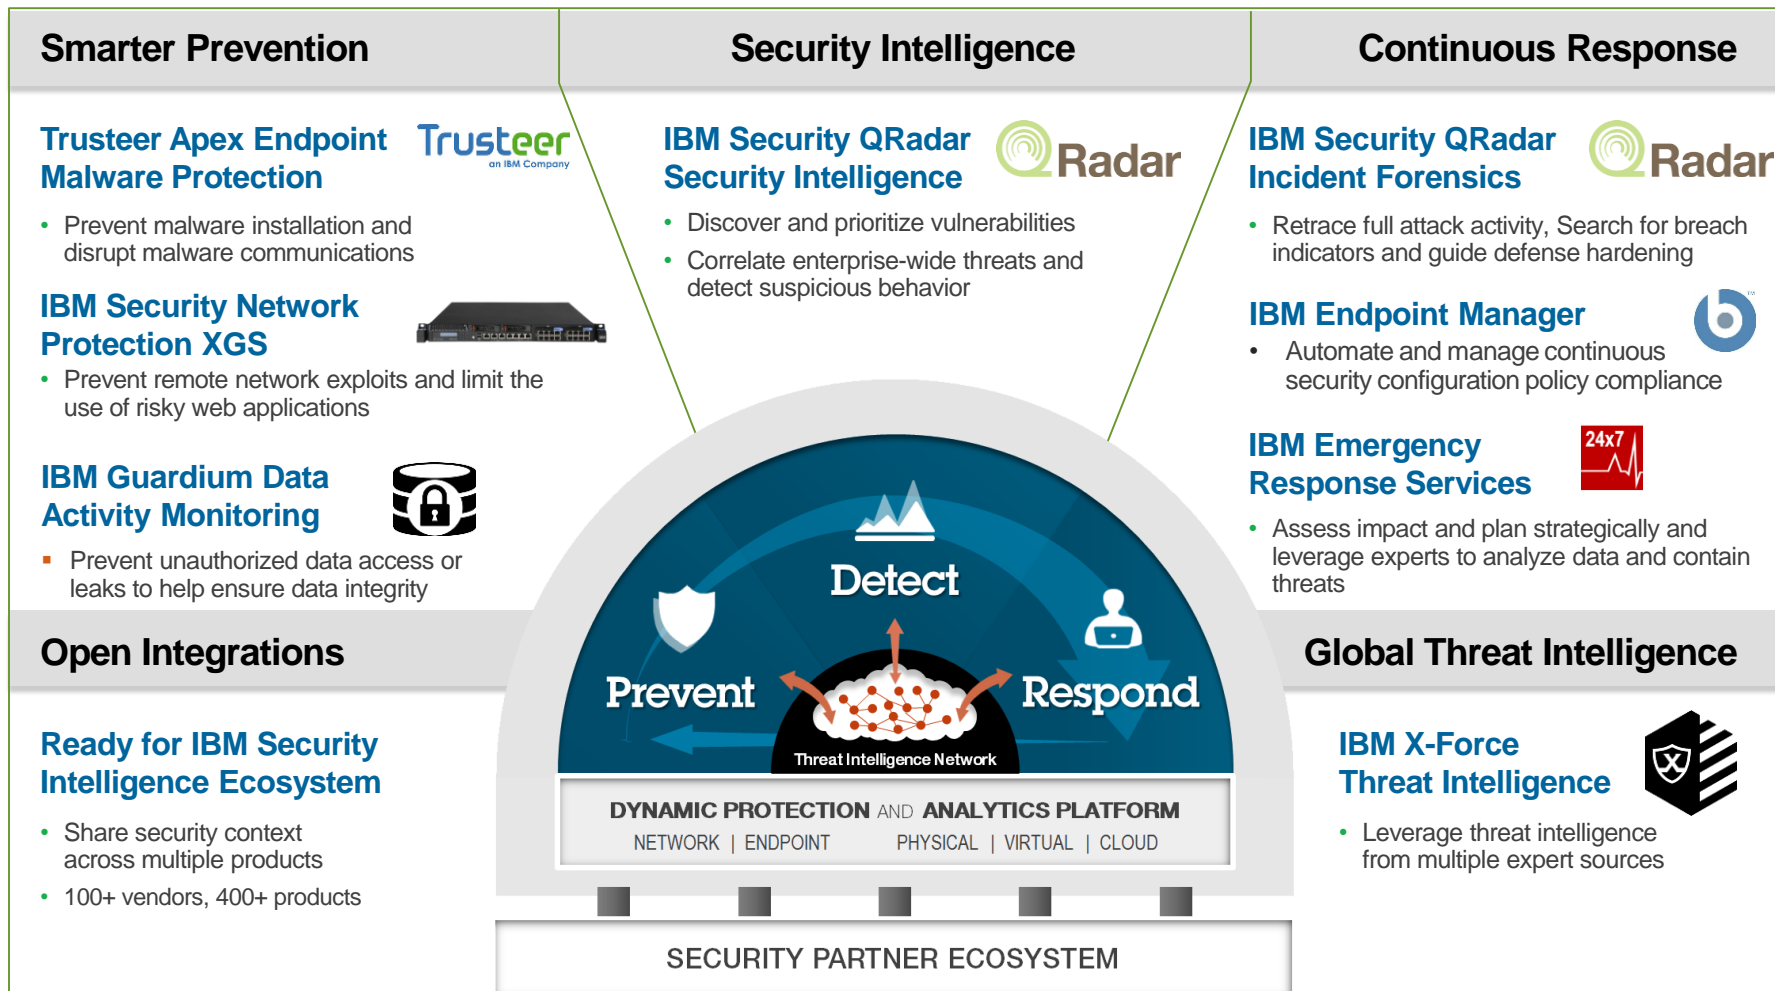 Smarter Prevention
Security Intelligence
Continuous Response
Trusteer Apex Endpoint
Malware Protection
Trusteer
an IBM Company
• Prevent malware installation and
disrupt malware communications
IBM Security Network
Protection XGS
• Prevent remote network exploits and limit the
use of risky web applications
IBM Guardium Data
Activity Monitoring
▪ Prevent unauthorized data access or
leaks to help ensure data integrity
IBM Security QRadar
Security Intelligence
QRadar
• Discover and prioritize vulnerabilities
• Correlate enterprise-wide threats and
detect suspicious behavior
IBM Security QRadar
Incident Forensics
QRadar
• Retrace full attack activity, Search for breach
indicators and guide defense hardening
IBM Endpoint Manager
b
TM
• Automate and manage continuous
security configuration policy compliance
IBM Emergency
Response Services
24x7
• Assess impact and plan strategically and
leverage experts to analyze data and contain
threats
Detect
Prevent
Respond
Threat Intelligence Network
DYNAMIC PROTECTION AND ANALYTICS PLATFORM
NETWORK | ENDPOINT PHYSICAL | VIRTUAL | CLOUD
SECURITY PARTNER ECOSYSTEM
Open Integrations
Ready for IBM Security
Intelligence Ecosystem
• Share security context
across multiple products
• 100+ vendors, 400+ products
Global Threat Intelligence
IBM X-Force
Threat Intelligence
X
• Leverage threat intelligence
from multiple expert sources